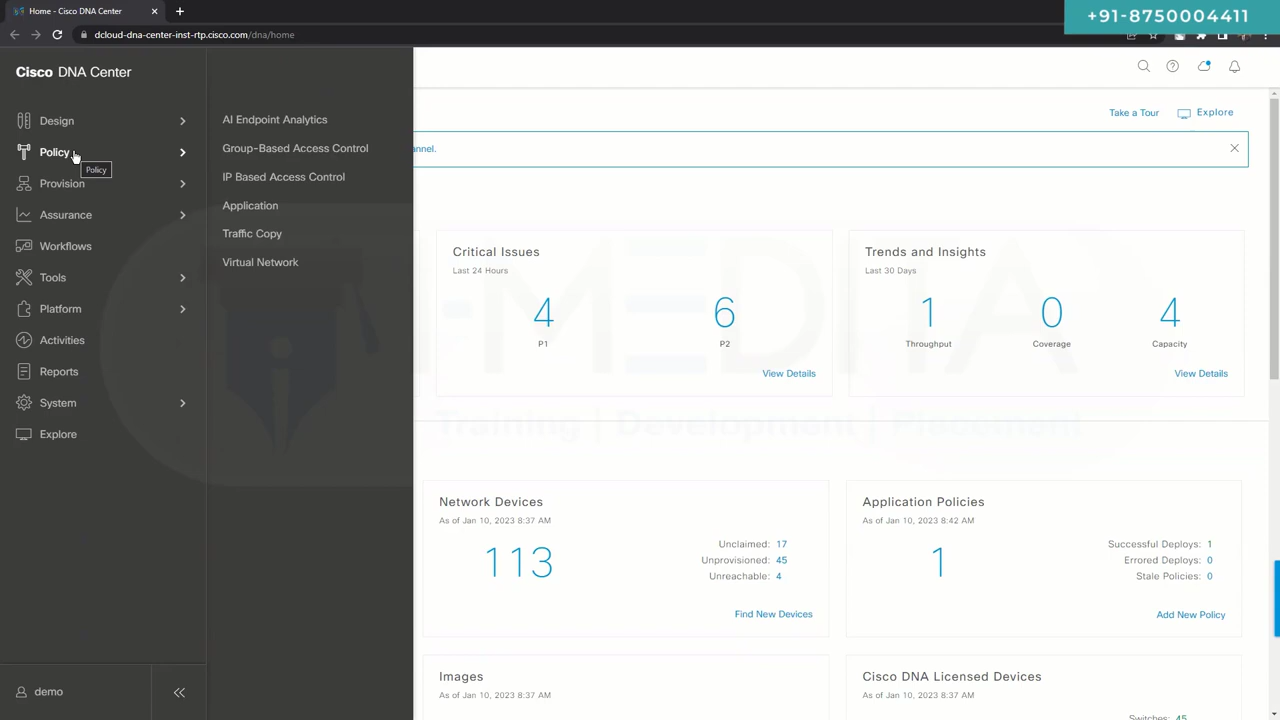 Home - Cisco DNA Center
+91-8750004411
dcloud-dna-center-inst-rtp.cisco.com/dna/home
Cisco DNA Center
Design
Policy
Policy
Provision
Assurance
Workflows
Tools
Platform
Activities
Reports
System
Explore
demo
AI Endpoint Analytics
Group-Based Access Control
IP Based Access Control
Application
Traffic Copy
Virtual Network
Take a Tour
Explore
annel.
Critical Issues
Last 24 Hours
4
6
P1
P2
View Details
Trends and Insights
Last 30 Days
1
0
4
Throughput
Coverage
Capacity
View Details
Training | Development | Placement
Network Devices
As of Jan 10, 2023 8:37 AM
113
Unclaimed: 17
Unprovisioned: 45
Unreachable: 4
Find New Devices
Application Policies
As of Jan 10, 2023 8:42 AM
1
Successful Deploys: 1
Errored Deploys: 0
Stale Policies: 0
Add New Policy
Images
As of Jan 10, 2023 8:37 AM
Cisco DNA Licensed Devices
As of Jan 10, 2023 8:37 AM
Switches: 45